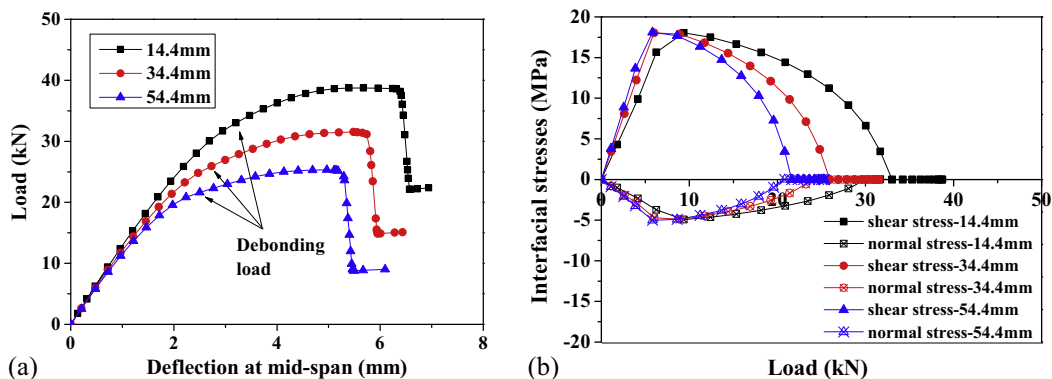 50
40
30
20
10
0
Load (kN)
14.4mm
34.4mm
54.4mm
Debonding
load
0 2 4 6 8
Deflection at mid-span (mm)
(a)
20
15
10
5
0
-5
-10
-15
-20
Interfacial stresses (MPa)
0 10 20 30 40 50
shear stress-14.4mm
normal stress-14.4mm
shear stress-34.4mm
normal stress-34.4mm
shear stress-54.4mm
normal stress-54.4mm
Load (kN)
(b)